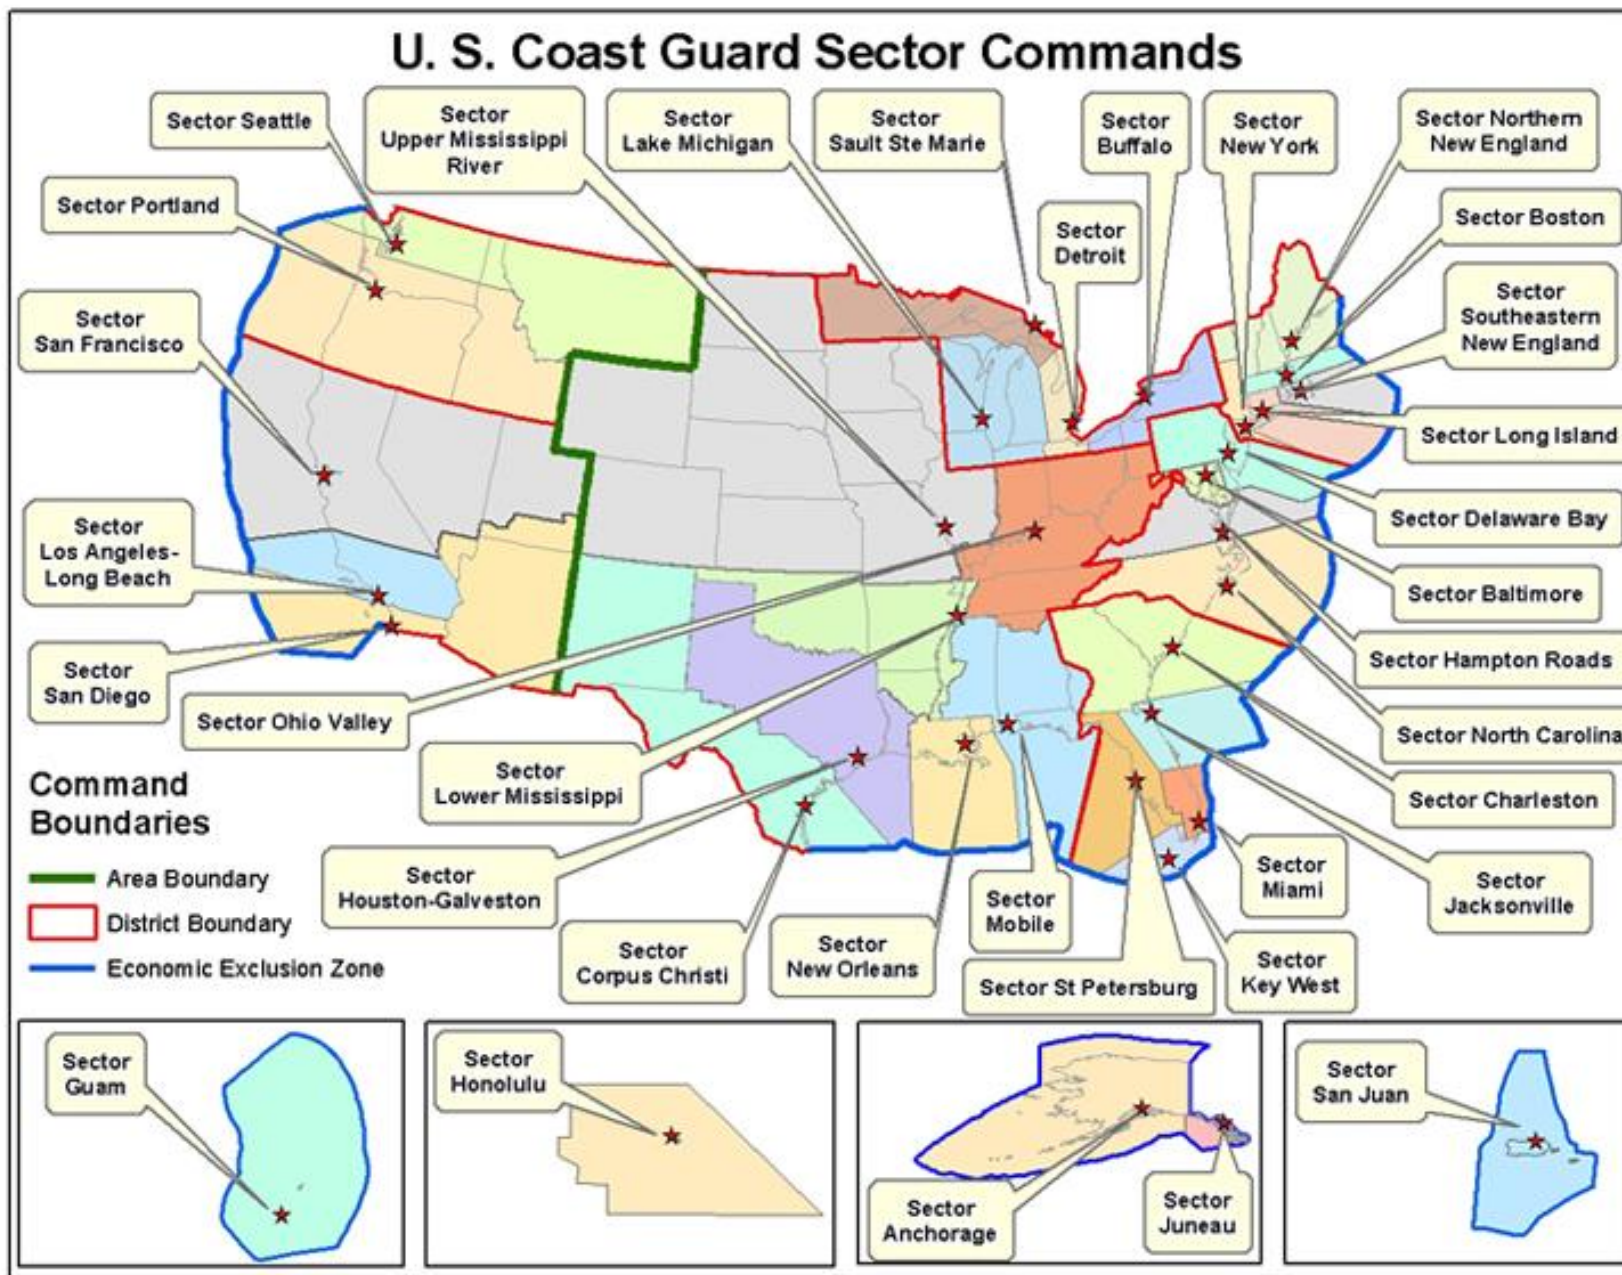 U. S. Coast Guard Sector Commands
Sector Seattle
Sector
Upper Mississippi
River
Sector
Lake Michigan
Sector
Sault Ste Marie
Sector
Buffalo
Sector
New York
Sector Northern
New England
Sector Portland
Sector
Detroit
Sector Boston
Sector
San Francisco
Sector
Southeastern
New England
Sector Long Island
Sector
Los Angeles-
Long Beach
Sector Delaware Bay
Sector Baltimore
Sector
San Diego
Sector Ohio Valley
Sector Hampton Roads
Sector North Carolina
Sector
Lower Mississippi
Sector Charleston
Command
Boundaries
Area Boundary
District Boundary
Economic Exclusion Zone
Sector
Houston-Galveston
Sector
Corpus Christi
Sector
New Orleans
Sector
Mobile
Sector St Petersburg
Sector
Key West
Sector
Miami
Sector
Jacksonville
Sector
Guam
Sector
Honolulu
Sector
Anchorage
Sector
Juneau
Sector
San Juan